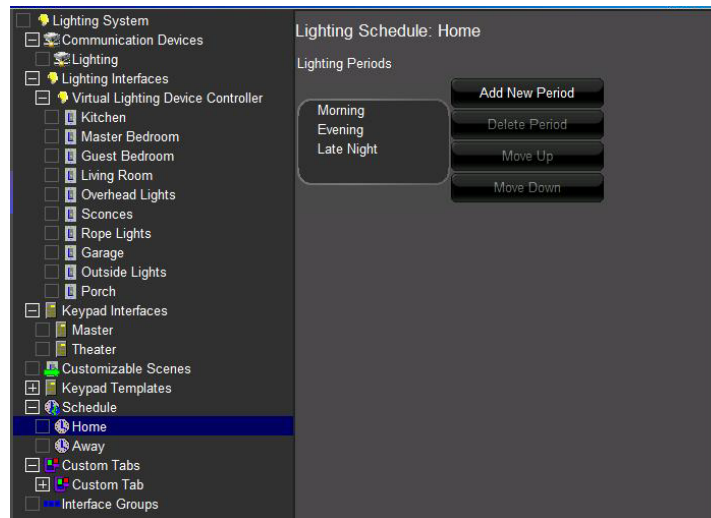 Lighting System
Communication Devices
Lighting
Lighting Interfaces
Virtual Lighting Device Controller
Kitchen
Master Bedroom
Guest Bedroom
Living Room
Overhead Lights
Sconces
Rope Lights
Garage
Outside Lights
Porch
Keypad Interfaces
Master
Theater
Customizable Scenes
Keypad Templates
Schedule
Home
Away
Custom Tabs
Custom Tab
Interface Groups
Lighting Schedule: Home
Lighting Periods
Morning
Evening
Late Night
Add New Period
Delete Period
Move Up
Move Down